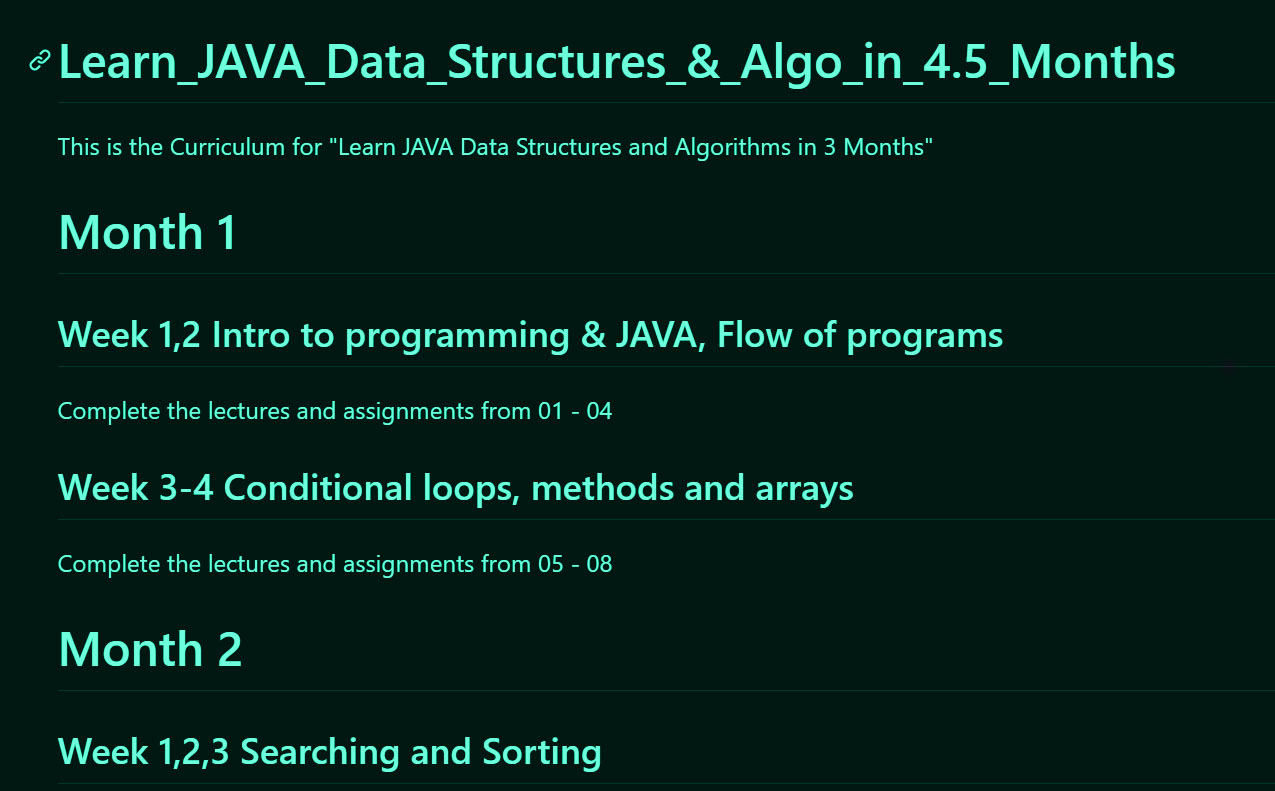 Learn_JAVA_Data_Structures_&_Algo_in_4.5_Months
This is the Curriculum for "Learn JAVA Data Structures and Algorithms in 3 Months"
Month 1
Week 1,2 Intro to programming & JAVA, Flow of programs
Complete the lectures and assignments from 01 - 04
Week 3-4 Conditional loops, methods and arrays
Complete the lectures and assignments from 05 - 08
Month 2
Week 1,2,3 Searching and Sorting